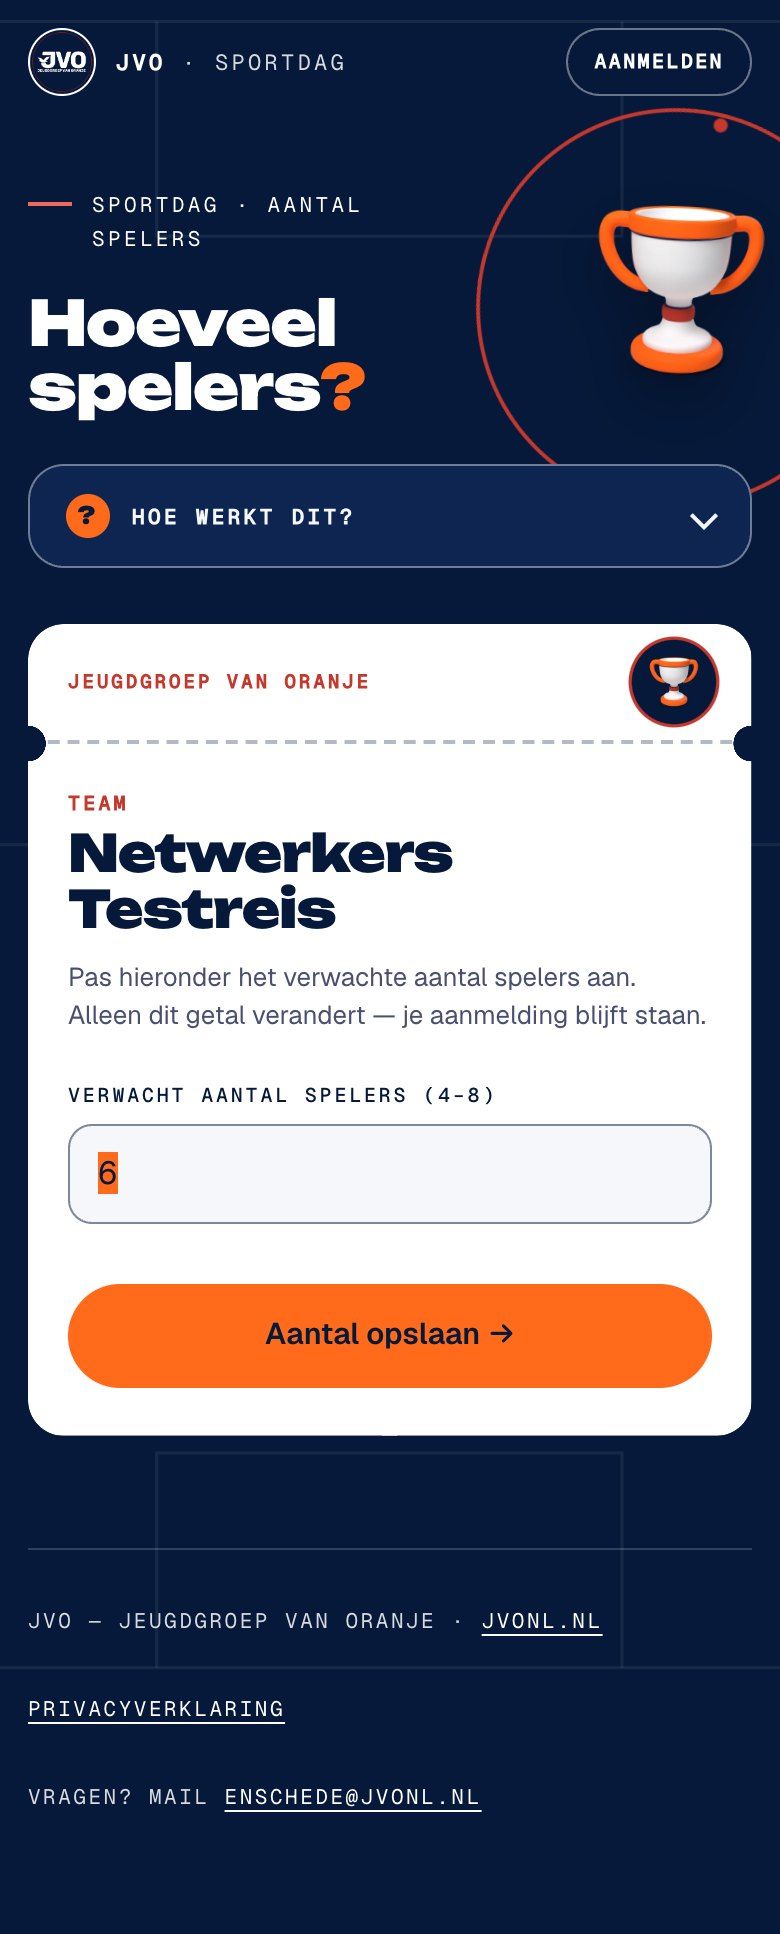 JVO
JVO · SPORTDAG
AANMELDEN
SPORTDAG · AANTAL
SPELERS
Hoeveel
spelers?
? HOE WERKT DIT?
JEUGDGROEP VAN ORANJE
TEAM
Netwerkers
Testreis
Pas hieronder het verwachte aantal spelers aan.
Alleen dit getal verandert — je aanmelding blijft staan.
VERWACHT AANTAL SPELERS (4–8)
6
Aantal opslaan →
JVO — JEUGDGROEP VAN ORANJE · JVONL.NL
PRIVACYVERKLARING
VRAGEN? MAIL ENSCHEDE@JVONL.NL